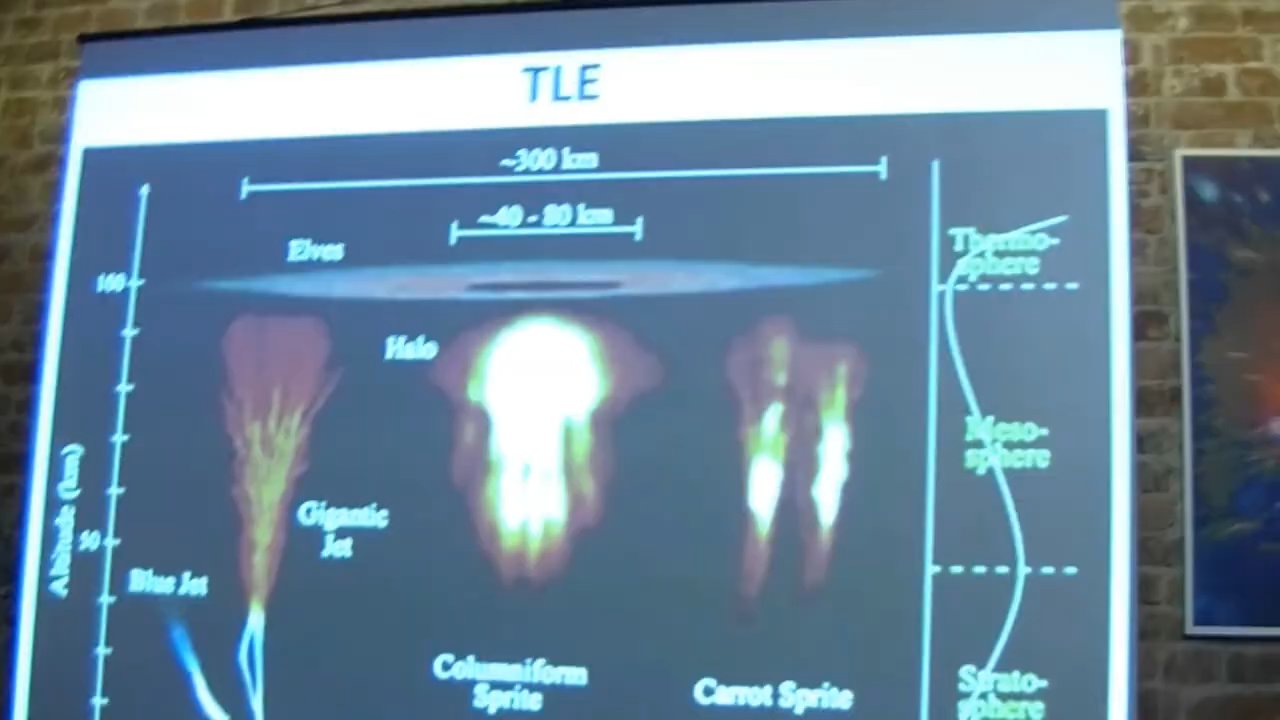 TLE
~300 km
~40 - 80 km
Elves
Thermo-
sphere
100
Halo
Meso-
sphere
Altitude (km)
Gigantic
Jet
50
Blue Jet
Columniform
Sprite
Carrot Sprite
Strato-
sphere